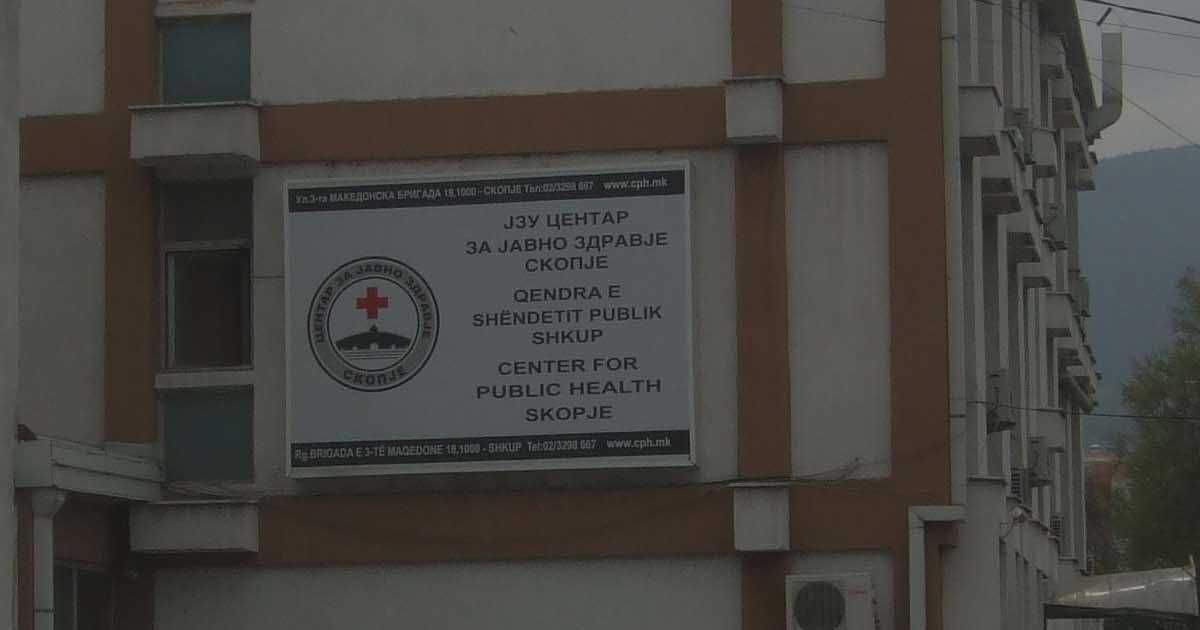 Ул.3-га МАКЕДОНСКА БРИГАДА 18,1000 - СКОПЈЕ Тел:02/3298 667 www.cph.mk
ЈЗУ ЦЕНТАР
ЗА ЈАВНО ЗДРАВЈЕ
СКОПЈЕ
QENDRA E
SHËNDETIT PUBLIK
SHKUP
CENTER FOR
PUBLIC HEALTH
SKOPJE
ЦЕНТАР ЗА ЈАВНО ЗДРАВЈЕ
СКОПЈЕ
Rg.BRIGADA E 3-TË MAQEDONE 18,1000 - SHKUP Tel:02/3298 667 www.cph.mk